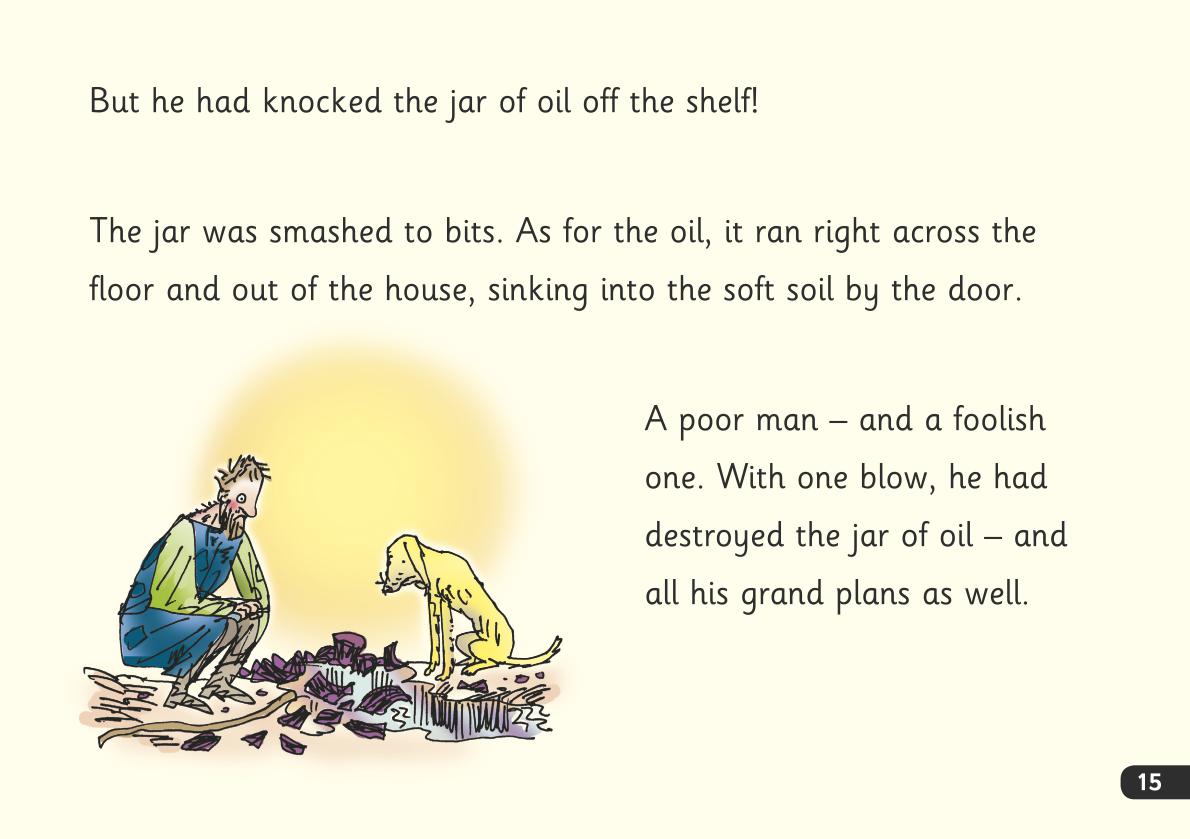 But he had knocked the jar of oil off the shelf!
The jar was smashed to bits. As for the oil, it ran right across the
floor and out of the house, sinking into the soft soil by the door.
A poor man – and a foolish
one. With one blow, he had
destroyed the jar of oil – and
all his grand plans as well.
15